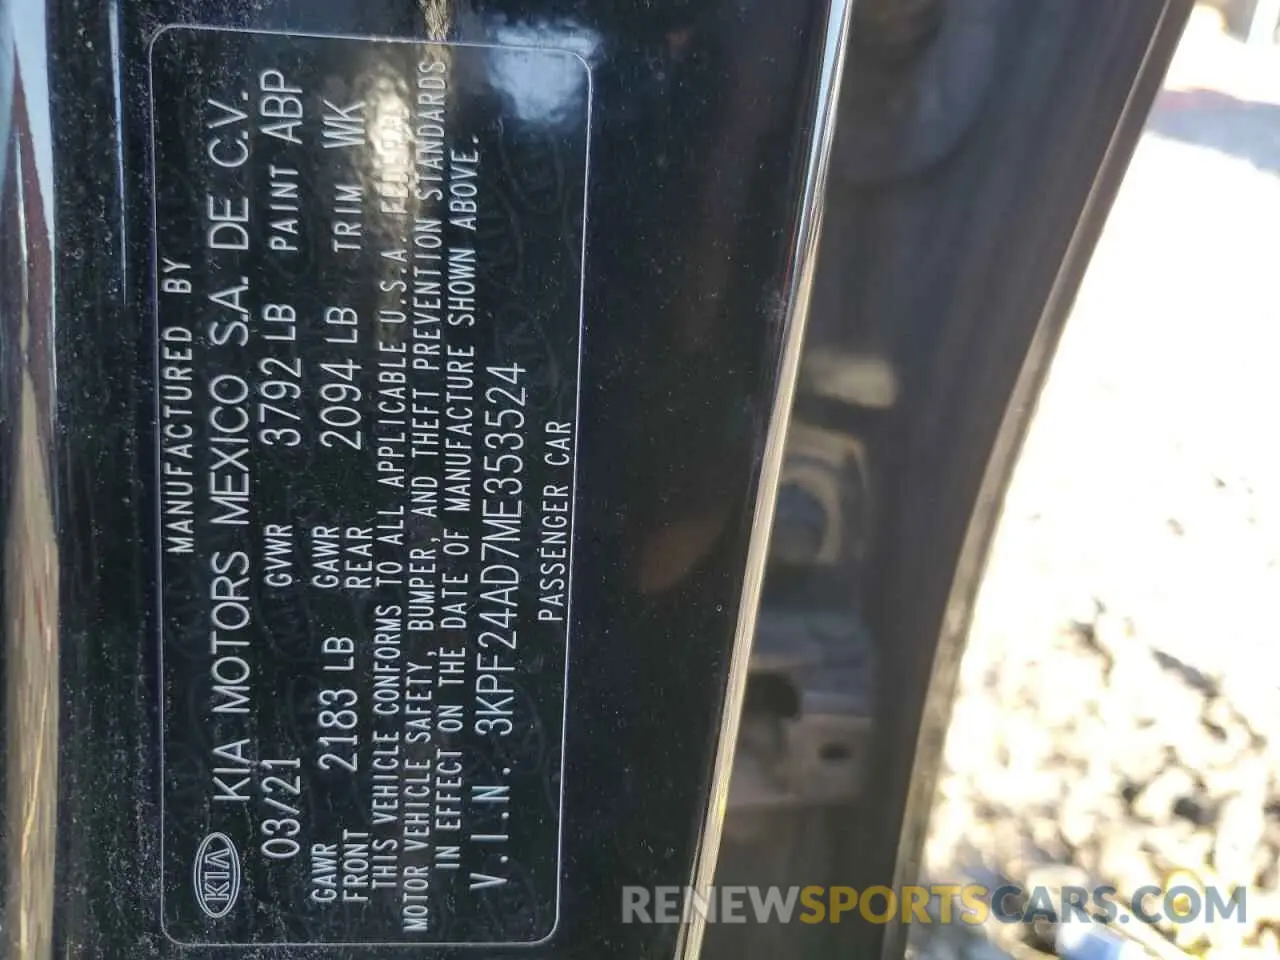 MANUFACTURED BY
KIA KIA MOTORS MEXICO S.A. DE C.V.
03/21 GVWR 3792 LB PAINT ABP
GAWR FRONT 2183 LB GAWR REAR 2094 LB TRIM WK
THIS VEHICLE CONFORMS TO ALL APPLICABLE U.S.A. FEDERAL
MOTOR VEHICLE SAFETY, BUMPER, AND THEFT PREVENTION STANDARDS
IN EFFECT ON THE DATE OF MANUFACTURE SHOWN ABOVE.
V.I.N. 3KPF24AD7ME353524
PASSENGER CAR
RENEWSPORTSCARS.COM